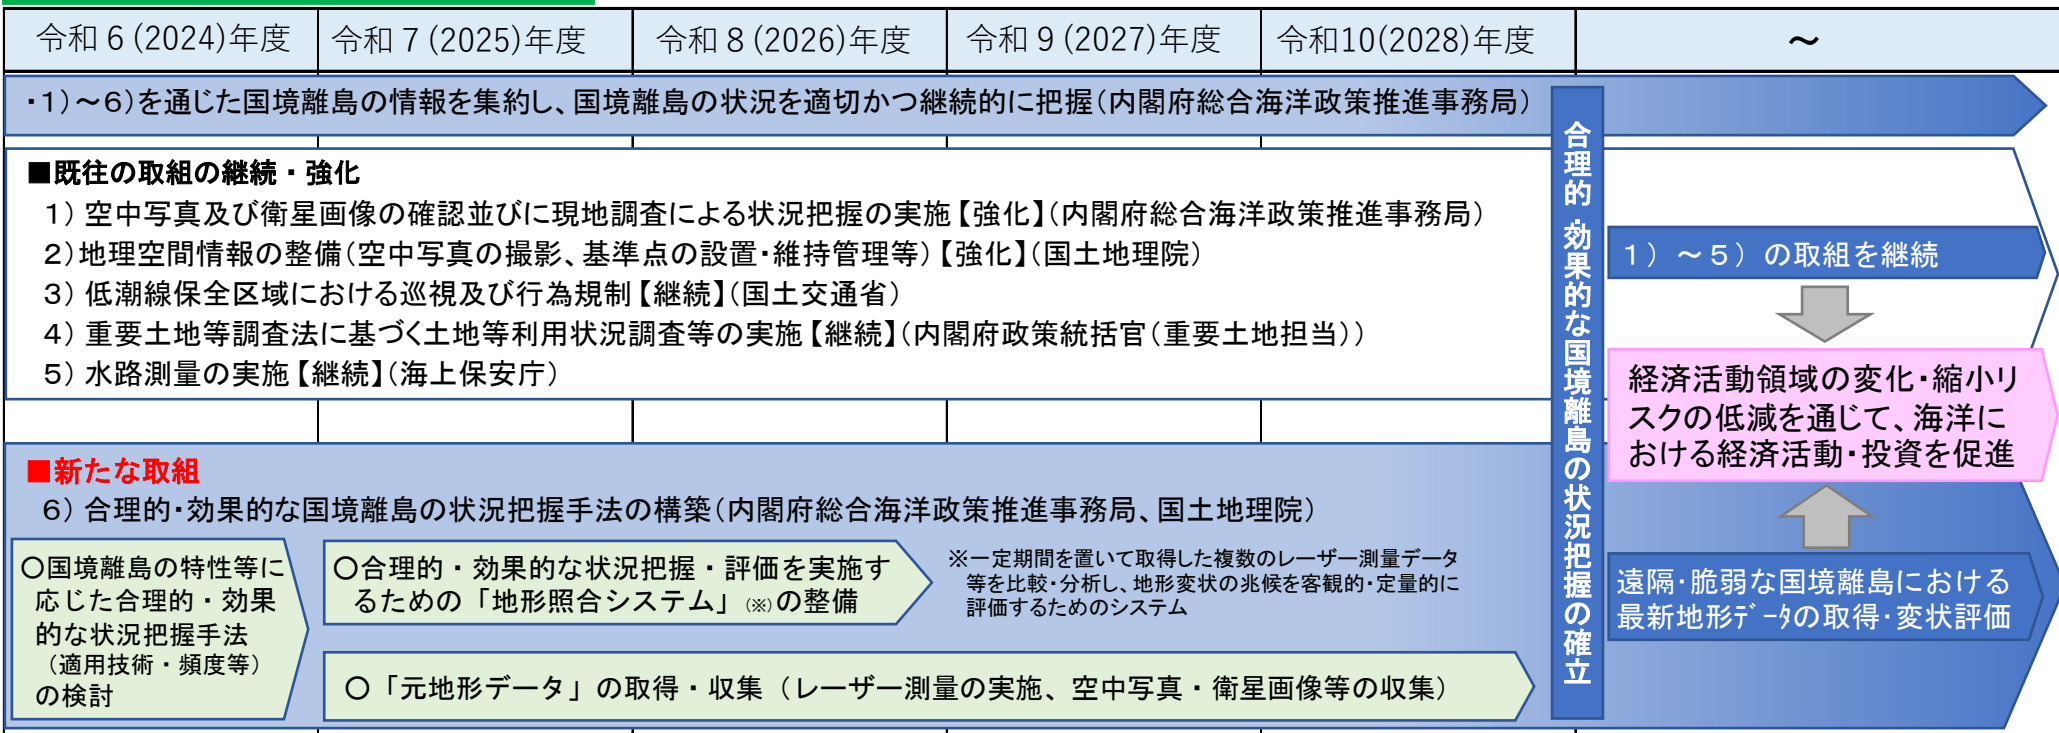 令和6(2024)年度
令和7(2025)年度
令和8(2026)年度
令和9(2027)年度
令和10(2028)年度
～
・1)～6)を通じた国境離島の情報を集約し、国境離島の状況を適切かつ継続的に把握(内閣府総合海洋政策推進事務局)
■既往の取組の継続・強化
1) 空中写真及び衛星画像の確認並びに現地調査による状況把握の実施【強化】(内閣府総合海洋政策推進事務局)
2)地理空間情報の整備(空中写真の撮影、基準点の設置・維持管理等)【強化】(国土地理院)
3) 低潮線保全区域における巡視及び行為規制【継続】(国土交通省)
4) 重要土地等調査法に基づく土地等利用状況調査等の実施【継続】(内閣府政策統括官(重要土地担当))
5) 水路測量の実施【継続】(海上保安庁)
■新たな取組
6) 合理的・効果的な国境離島の状況把握手法の構築(内閣府総合海洋政策推進事務局、国土地理院)
〇国境離島の特性等に
応じた合理的・効果
的な状況把握手法
(適用技術・頻度等)
の検討
〇合理的・効果的な状況把握・評価を実施す
るための「地形照合システム」(※)の整備
※一定期間を置いて取得した複数のレーザー測量データ
等を比較・分析し、地形変状の兆候を客観的・定量的に
評価するためのシステム
〇「元地形データ」の取得・収集(レーザー測量の実施、空中写真・衛星画像等の収集)
合理的・効果的な国境離島の状況把握の確立
1)～5)の取組を継続
経済活動領域の変化・縮小リ
スクの低減を通じて、海洋に
おける経済活動・投資を促進
遠隔・脆弱な国境離島における
最新地形ﾃﾞｰﾀの取得・変状評価